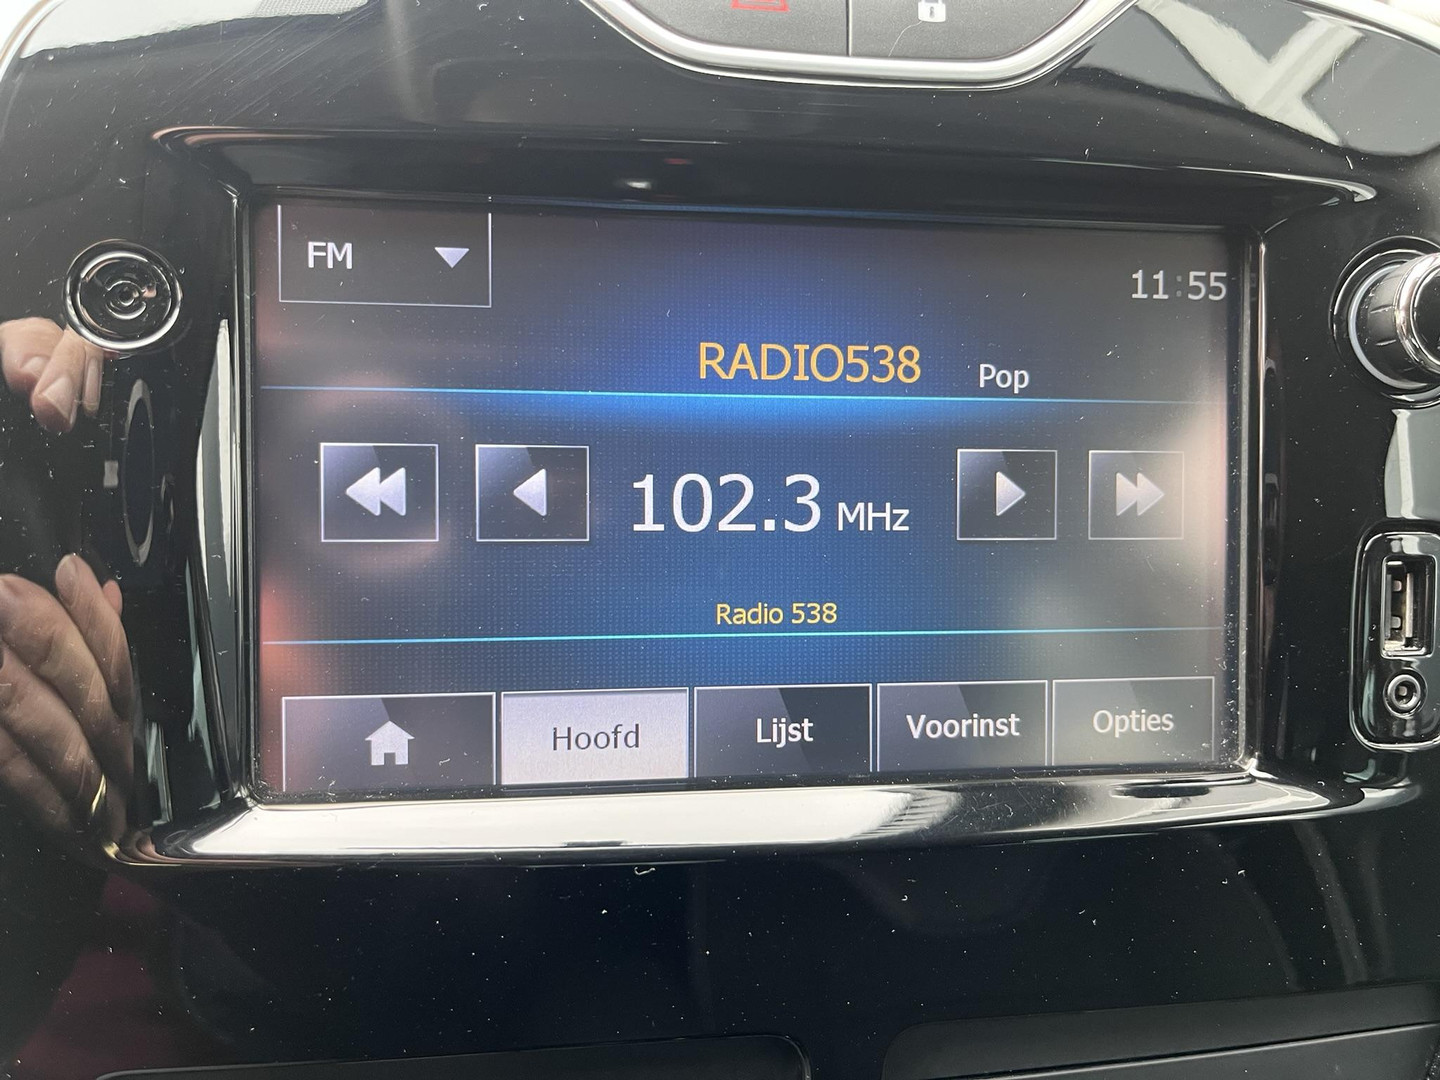 FM
11:55
RADIO538 Pop
102.3 MHz
Radio 538
Hoofd Lijst Voorinst Opties